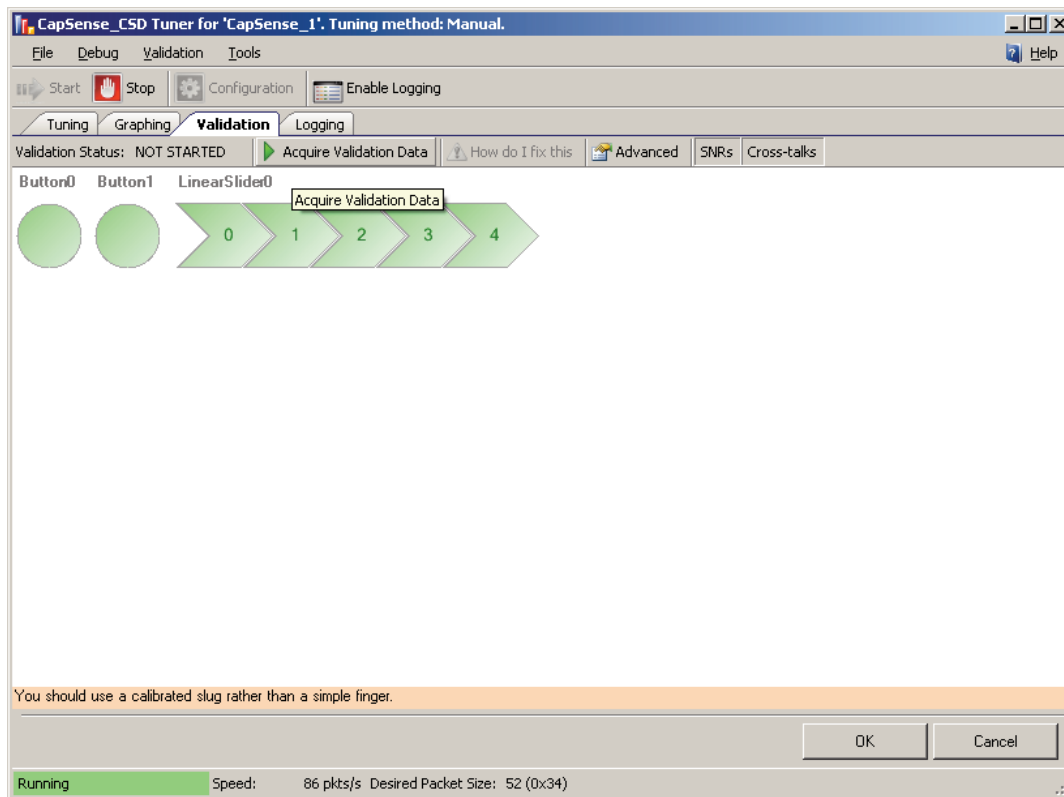 CapSense_CSD Tuner for 'CapSense_1'. Tuning method: Manual.
File Debug Validation Tools Help
Start Stop Configuration Enable Logging
Tuning Graphing Validation Logging
Validation Status: NOT STARTED Acquire Validation Data How do I fix this Advanced SNRs Cross-talks
Button0 Button1 LinearSlider0
Acquire Validation Data
0 1 2 3 4
You should use a calibrated slug rather than a simple finger.
OK Cancel
Running Speed: 86 pkts/s Desired Packet Size: 52 (0x34)